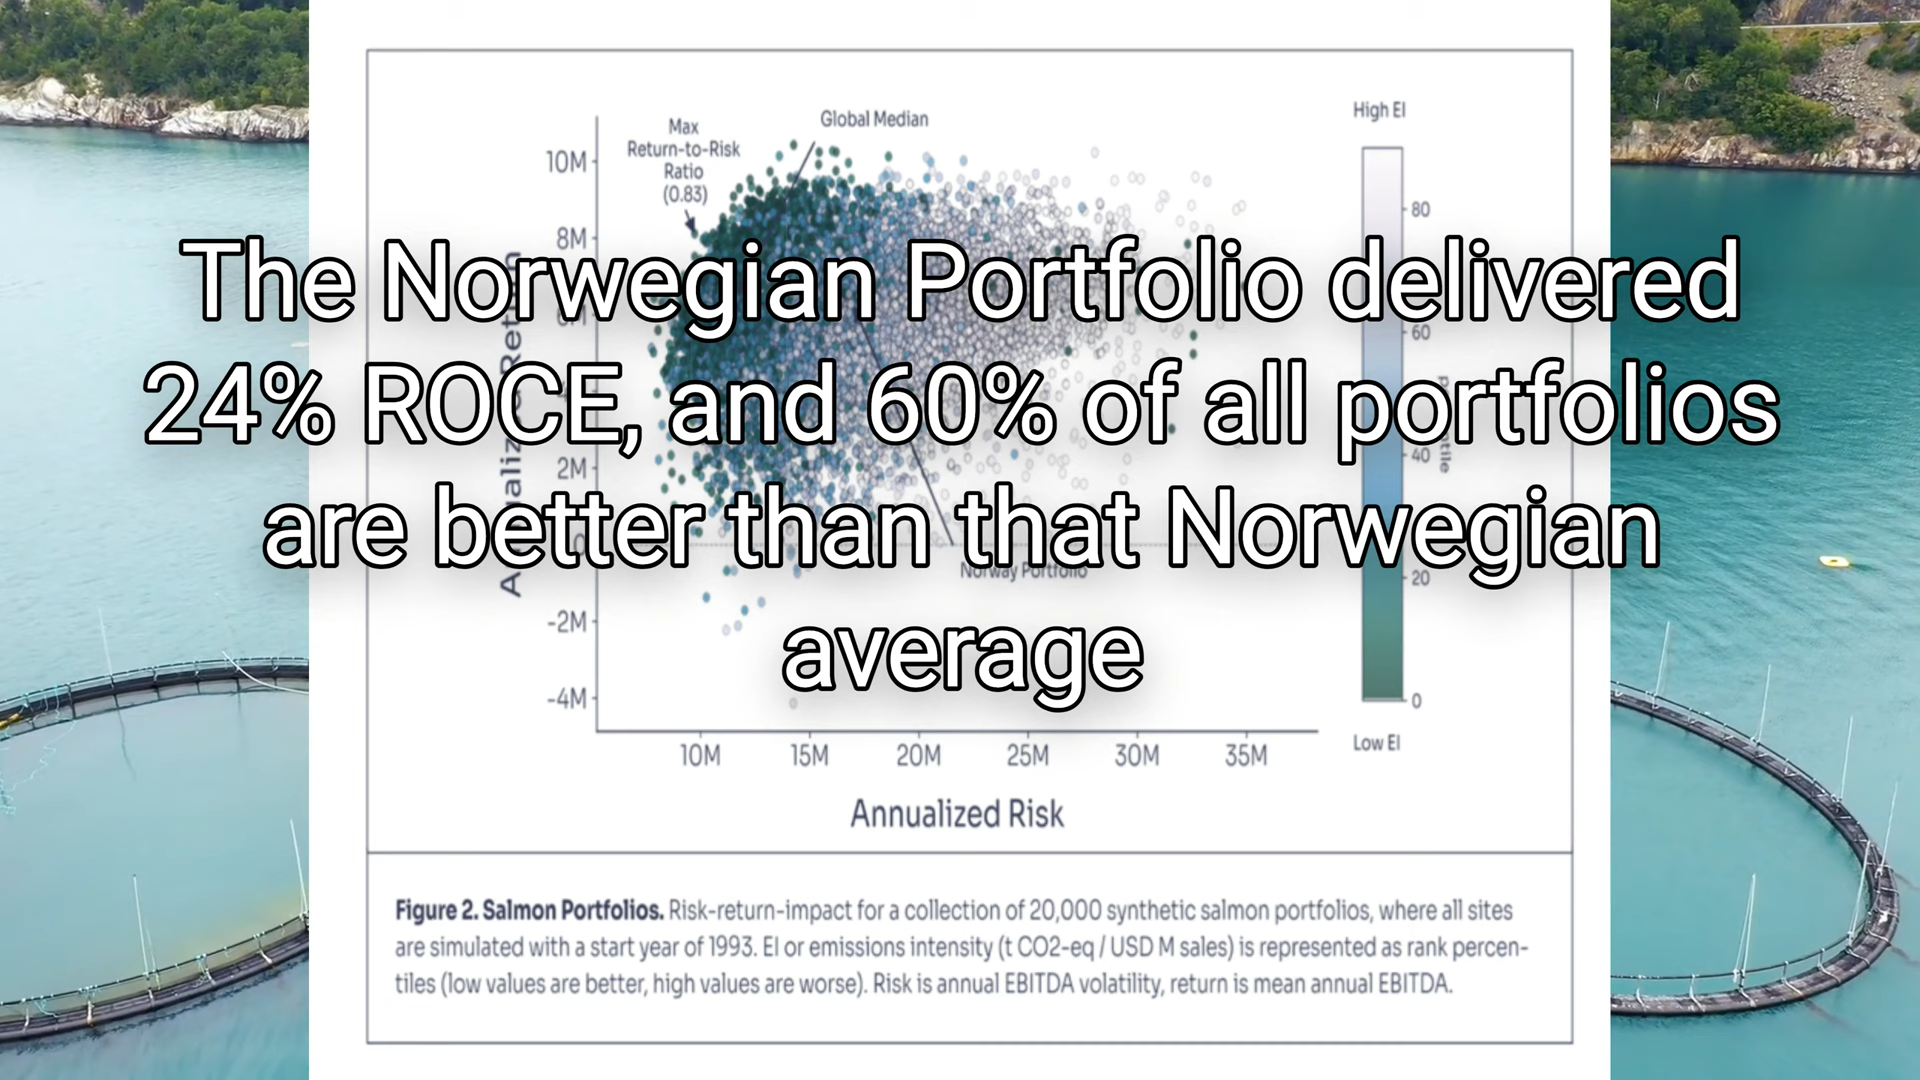 High EI
Global Median
Max
Return-to-Risk
Ratio
(0.83)
10M
8M
80
The Norwegian Portfolio delivered
60
24% ROCE, and 60% of all portfolios
2M
40
are better than that Norwegian
Norway Portfolio
20
average
-2M
-4M
0
Low EI
10M 15M 20M 25M 30M 35M
Annualized Risk
Figure 2. Salmon Portfolios. Risk-return-impact for a collection of 20,000 synthetic salmon portfolios, where all sites
are simulated with a start year of 1993. EI or emissions intensity (t CO2-eq / USD M sales) is represented as rank percen-
tiles (low values are better, high values are worse). Risk is annual EBITDA volatility, return is mean annual EBITDA.